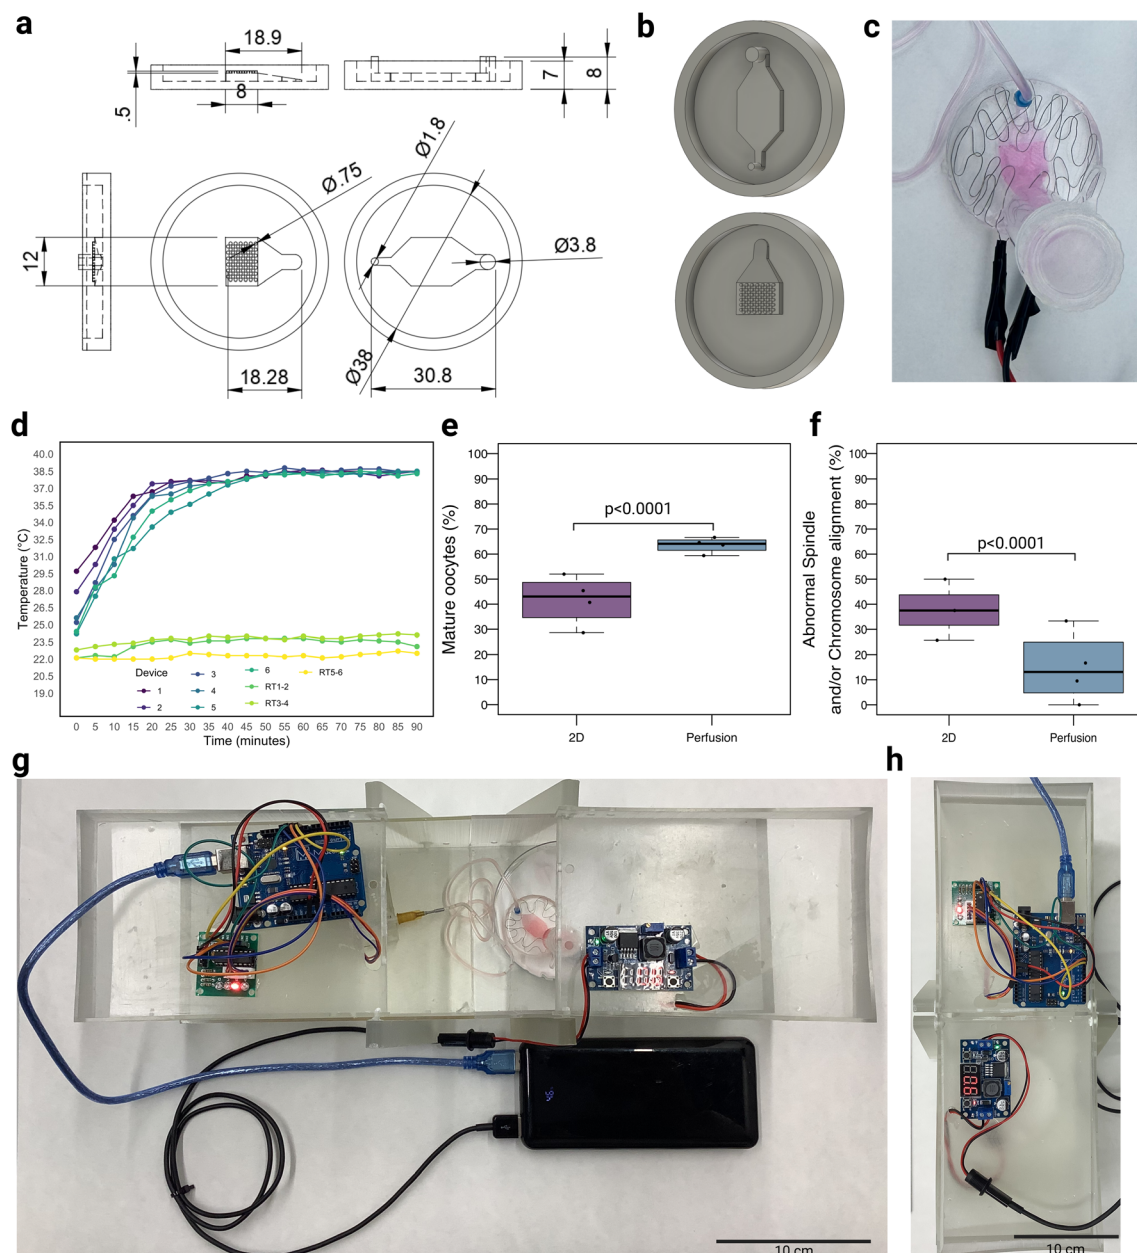 a
b
c
18.9
8
.5
7
8
Ø1.8
Ø.75
12
Ø3.8
Ø38
18.28
30.8
d
e
f
Temperature (°C)
40.0
38.5
37.0
35.5
34.0
32.5
31.0
29.5
28.0
26.5
25.0
23.5
22.0
20.5
19.0
Device
1
2
3
4
5
6
RT1-2
RT3-4
RT5-6
0 5 10 15 20 25 30 35 40 45 50 55 60 65 70 75 80 85 90
Time (minutes)
Mature oocytes (%)
100
90
80
70
60
50
40
30
20
10
0
p<0.0001
2D
Perfusion
Abnormal Spindle
and/or Chromosome alignment (%)
100
90
80
70
60
50
40
30
20
10
0
p<0.0001
2D
Perfusion
g
h
10 cm
10 cm